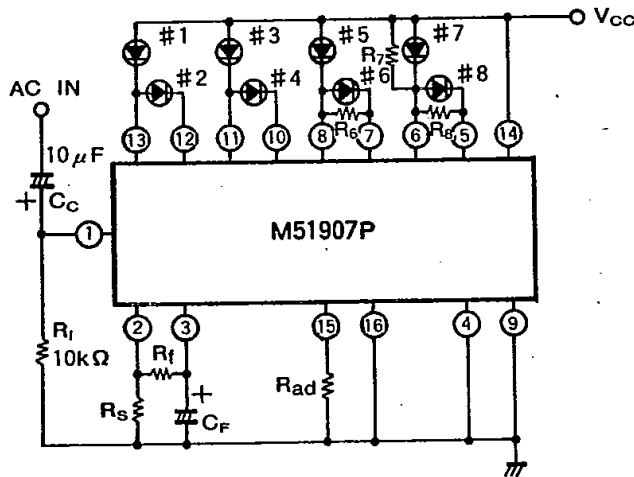 VCC
#1 #3 #5 R7 #7
#2 #4 #6 #8
AC IN
R6 R8
13 12 11 10 8 7 6 5 14
10μF
+ CC
1
M51907P
RI
10kΩ
2 3 15 16 4 9
Rf
+
RS CF Rad